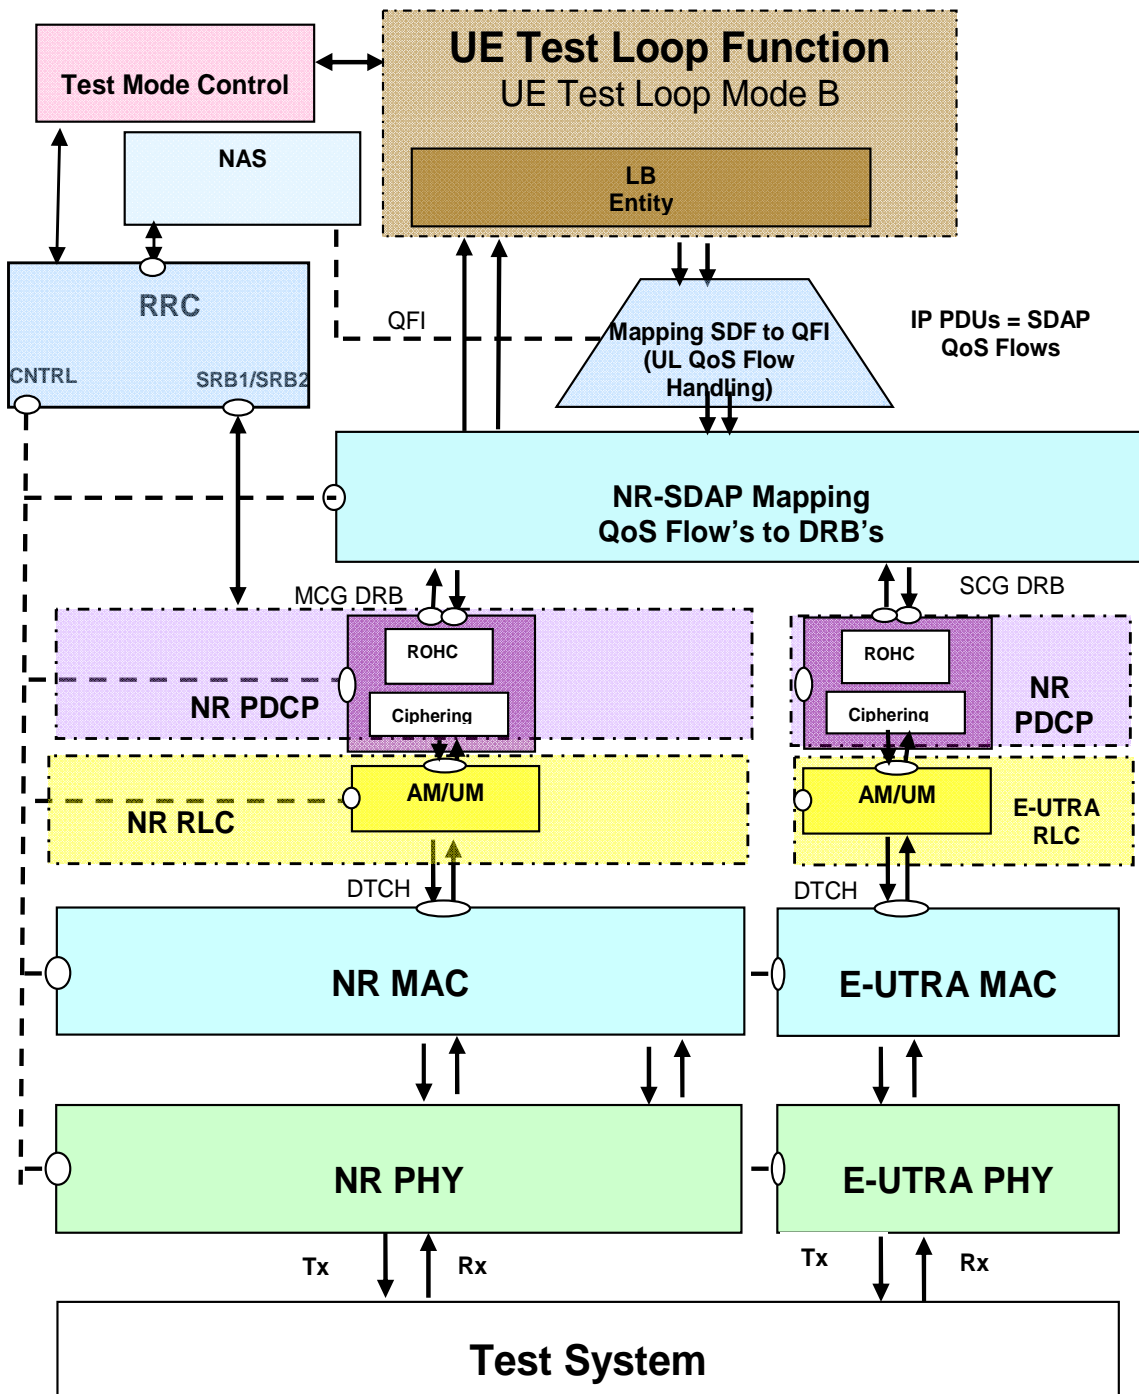 UE Test Loop Function
UE Test Loop Mode B
Test Mode Control
NAS
LB
Entity
RRC
CNTRL
SRB1/SRB2
QFI
Mapping SDF to QFI
(UL QoS Flow
Handling)
IP PDUs = SDAP
QoS Flows
NR-SDAP Mapping
QoS Flow's to DRB's
MCG DRB
SCG DRB
ROHC
Ciphering
NR PDCP
ROHC
Ciphering
NR
PDCP
AM/UM
NR RLC
AM/UM
E-UTRA
RLC
DTCH
DTCH
NR MAC
E-UTRA MAC
NR PHY
E-UTRA PHY
Tx
Rx
Tx
Rx
Test System